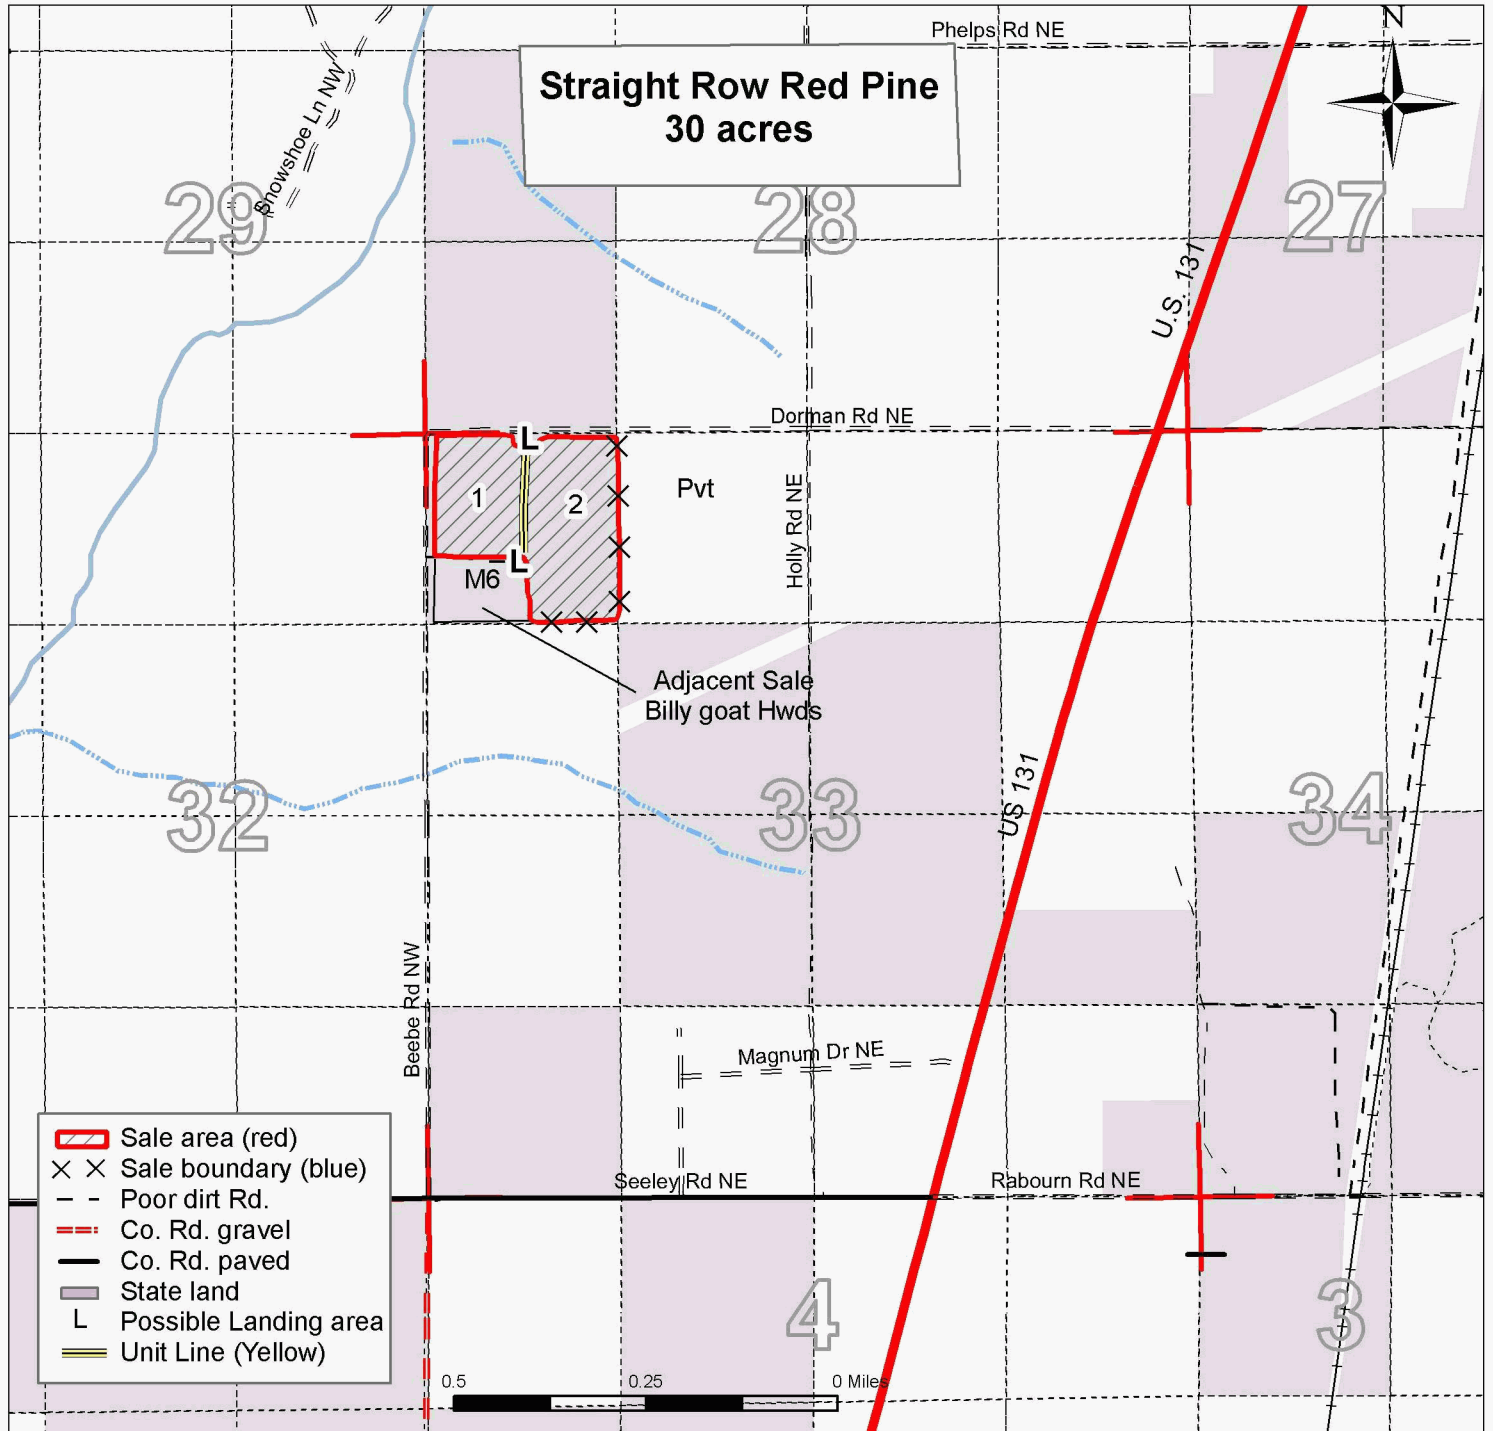 N
Phelps Rd NE
Straight Row Red Pine
30 acres
Snowshoe Ln NW
29
28
27
U.S. 131
Dorman Rd NE
L
1
2
Pvt
Holly Rd NE
L
M6
Adjacent Sale
Billy goat Hwds
US 131
32
33
34
Beebe Rd NW
Magnum Dr NE
Seeley Rd NE
Rabourn Rd NE
Sale area (red)
Sale boundary (blue)
Poor dirt Rd.
Co. Rd. gravel
Co. Rd. paved
State land
L Possible Landing area
Unit Line (Yellow)
4
3
0.5 0.25 0 Miles